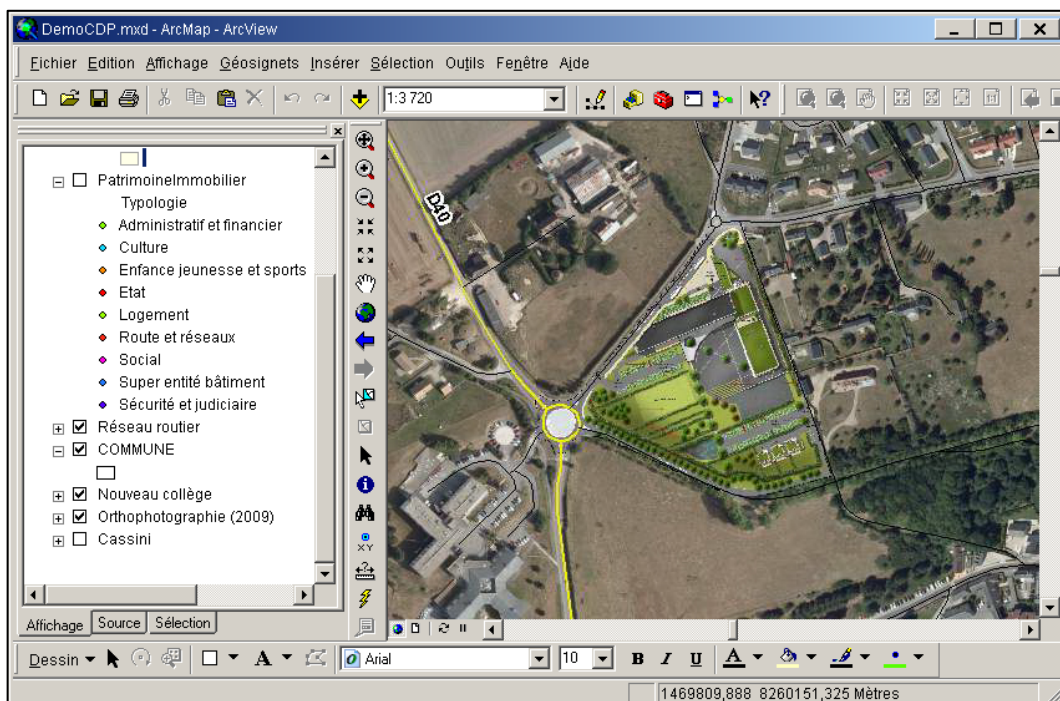 DemoCDP.mxd - ArcMap - ArcView
Fichier Edition Affichage Géosignets Insérer Sélection Outils Fenêtre Aide
1:3 720
PatrimoineImmobilier
Typologie
Administratif et financier
Culture
Enfance jeunesse et sports
Etat
Logement
Route et réseaux
Social
Super entité bâtiment
Sécurité et judiciaire
Réseau routier
COMMUNE
Nouveau collège
Orthophotographie (2009)
Cassini
D40
XY
Affichage Source Sélection
Dessin A Arial 10 B I U A
1469809,888 8260151,325 Mètres